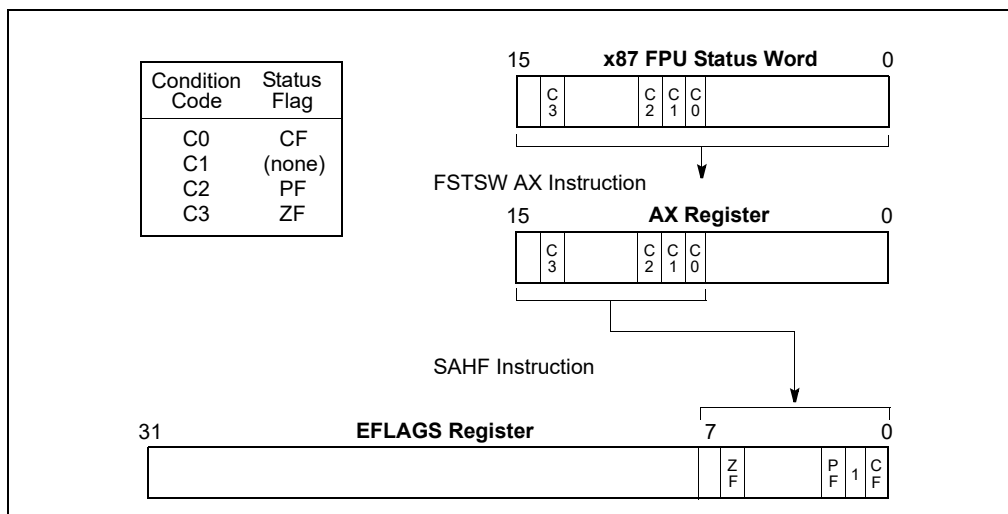 Condition Code Status Flag
C0 CF
C1 (none)
C2 PF
C3 ZF
15 x87 FPU Status Word 0
C3 C2 C1 C0
FSTSW AX Instruction
15 AX Register 0
C3 C2 C1 C0
SAHF Instruction
31 EFLAGS Register 7 0
ZF PF 1 CF